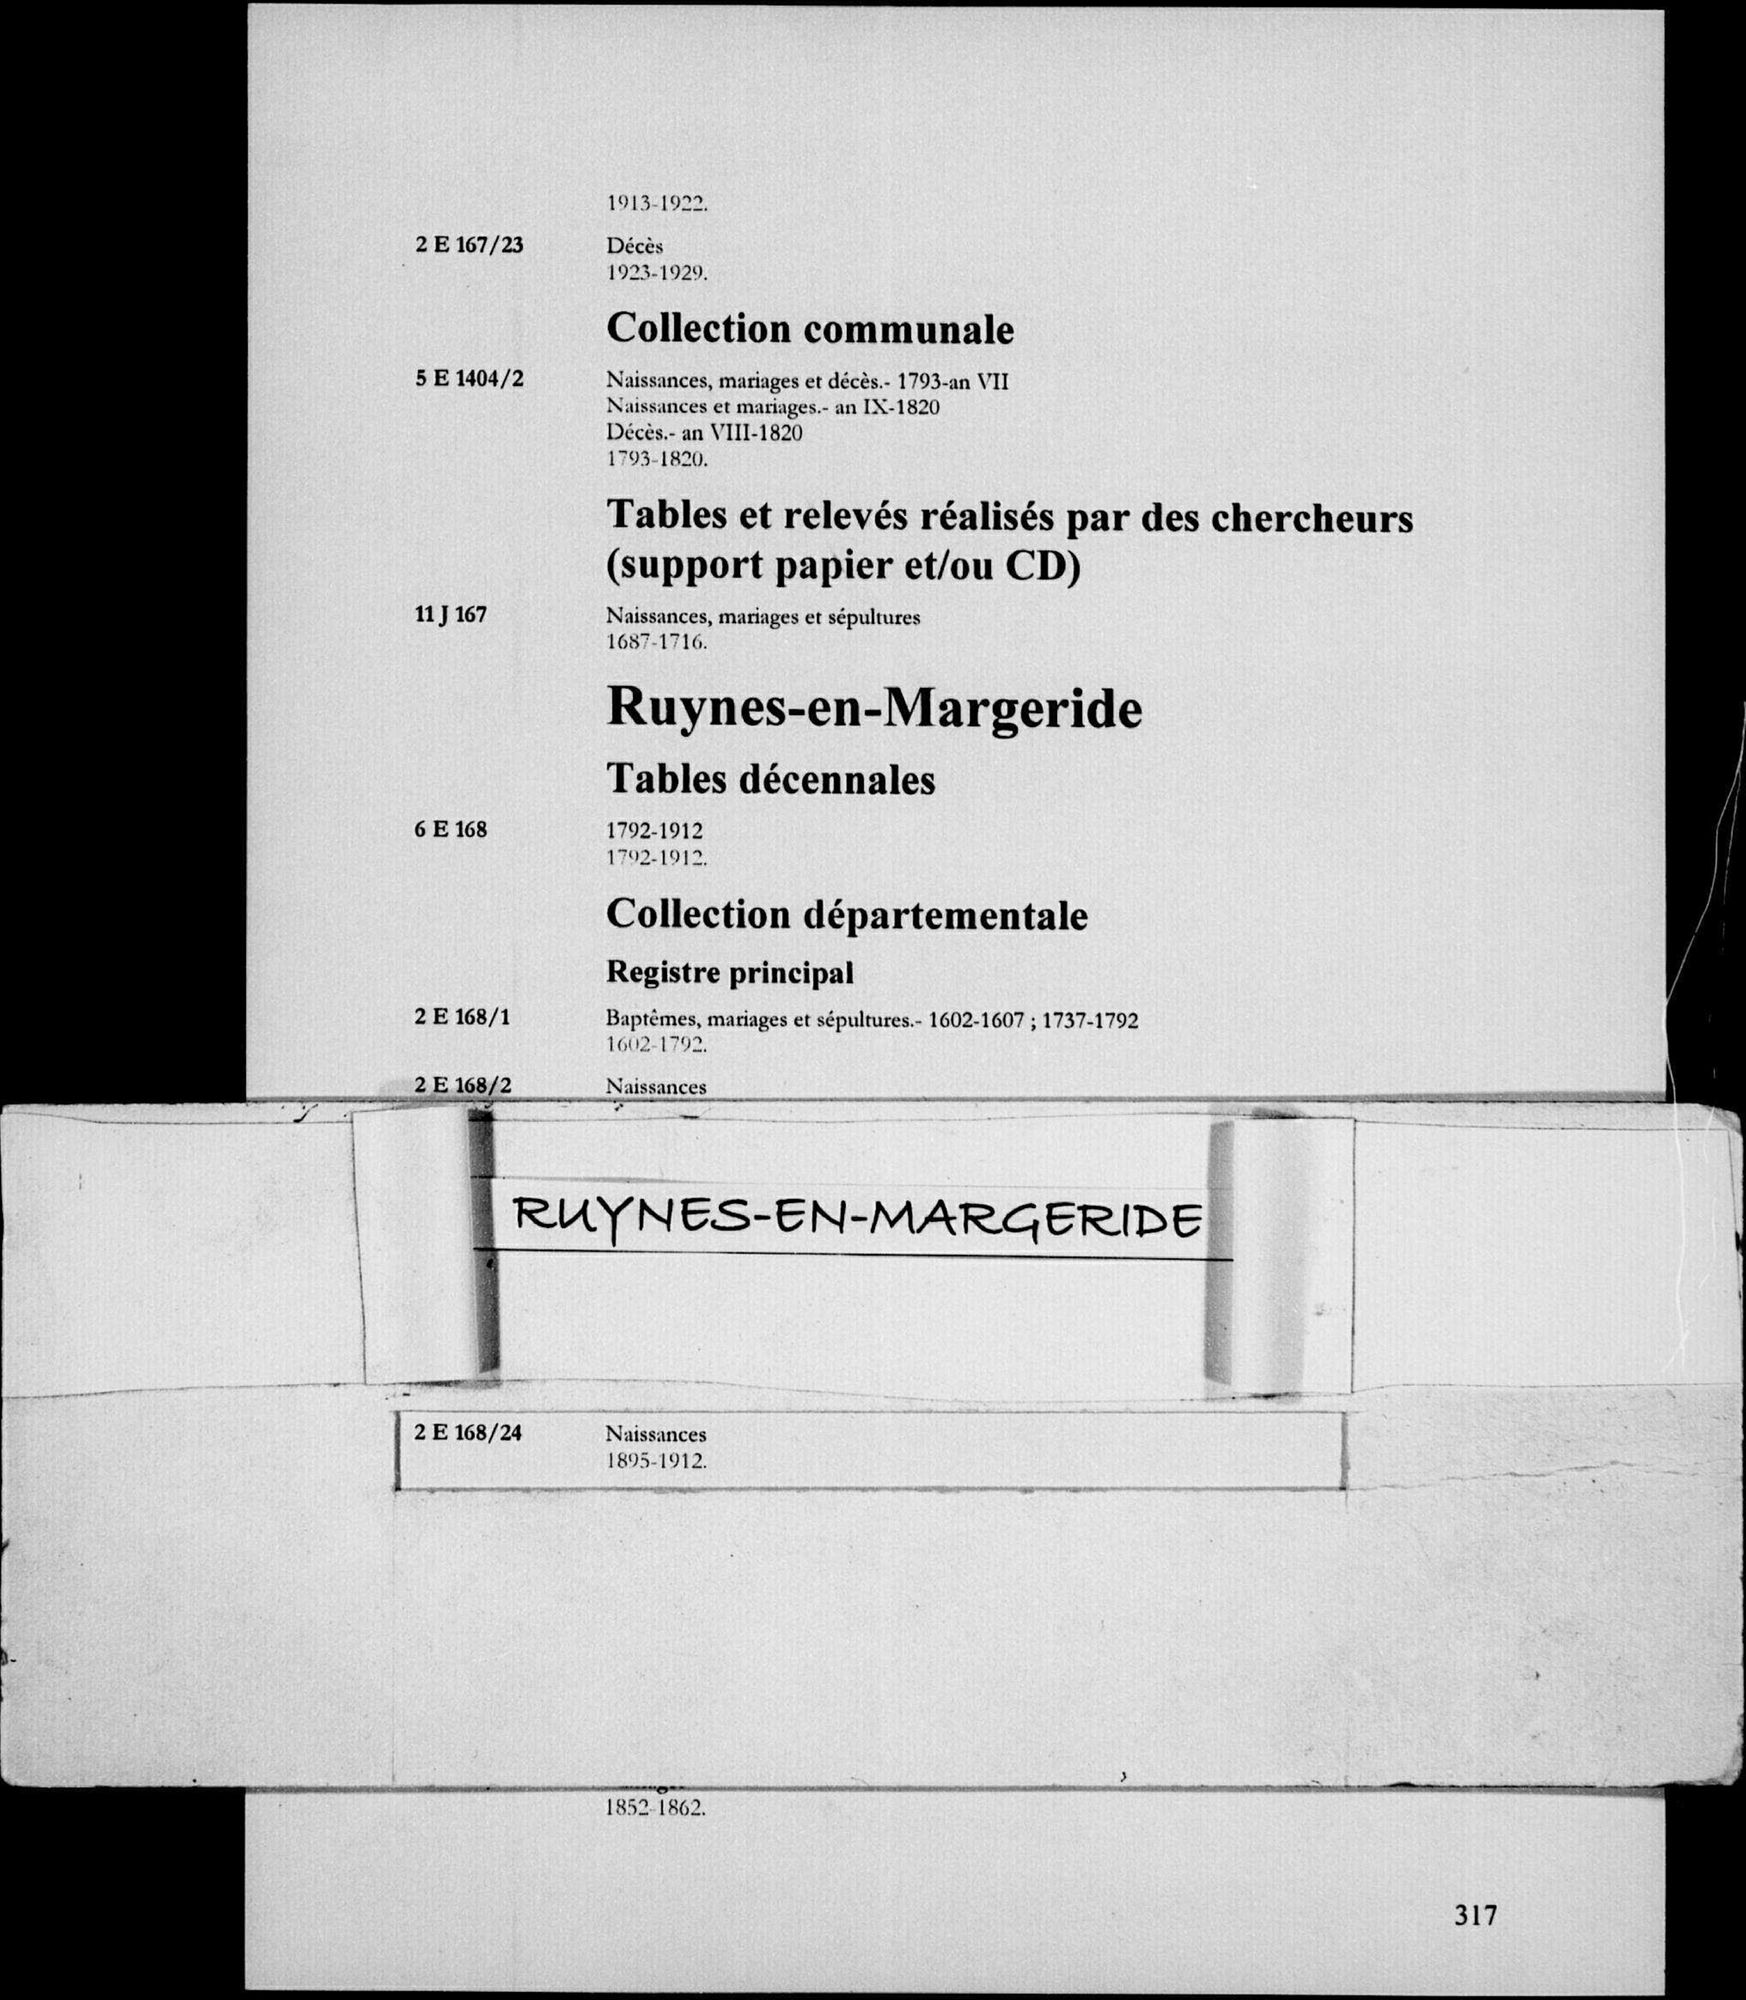 1913-1922.
2 E 167/23 Décès
1923-1929.
Collection communale
5 E 1404/2 Naissances, mariages et décès.- 1793-an VII
Naissances et mariages.- an IX-1820
Décès.- an VIII-1820
1793-1820.
Tables et relevés réalisés par des chercheurs
(support papier et/ou CD)
11 J 167 Naissances, mariages et sépultures
1687-1716.
Ruynes-en-Margeride
Tables décennales
6 E 168 1792-1912
1792-1912.
Collection départementale
Registre principal
2 E 168/1 Baptêmes, mariages et sépultures.- 1602-1607 ; 1737-1792
1602-1792.
2 E 168/2 Naissances
RUYNES-EN-MARGERIDE
2 E 168/24 Naissances
1895-1912.
1852-1862.
317